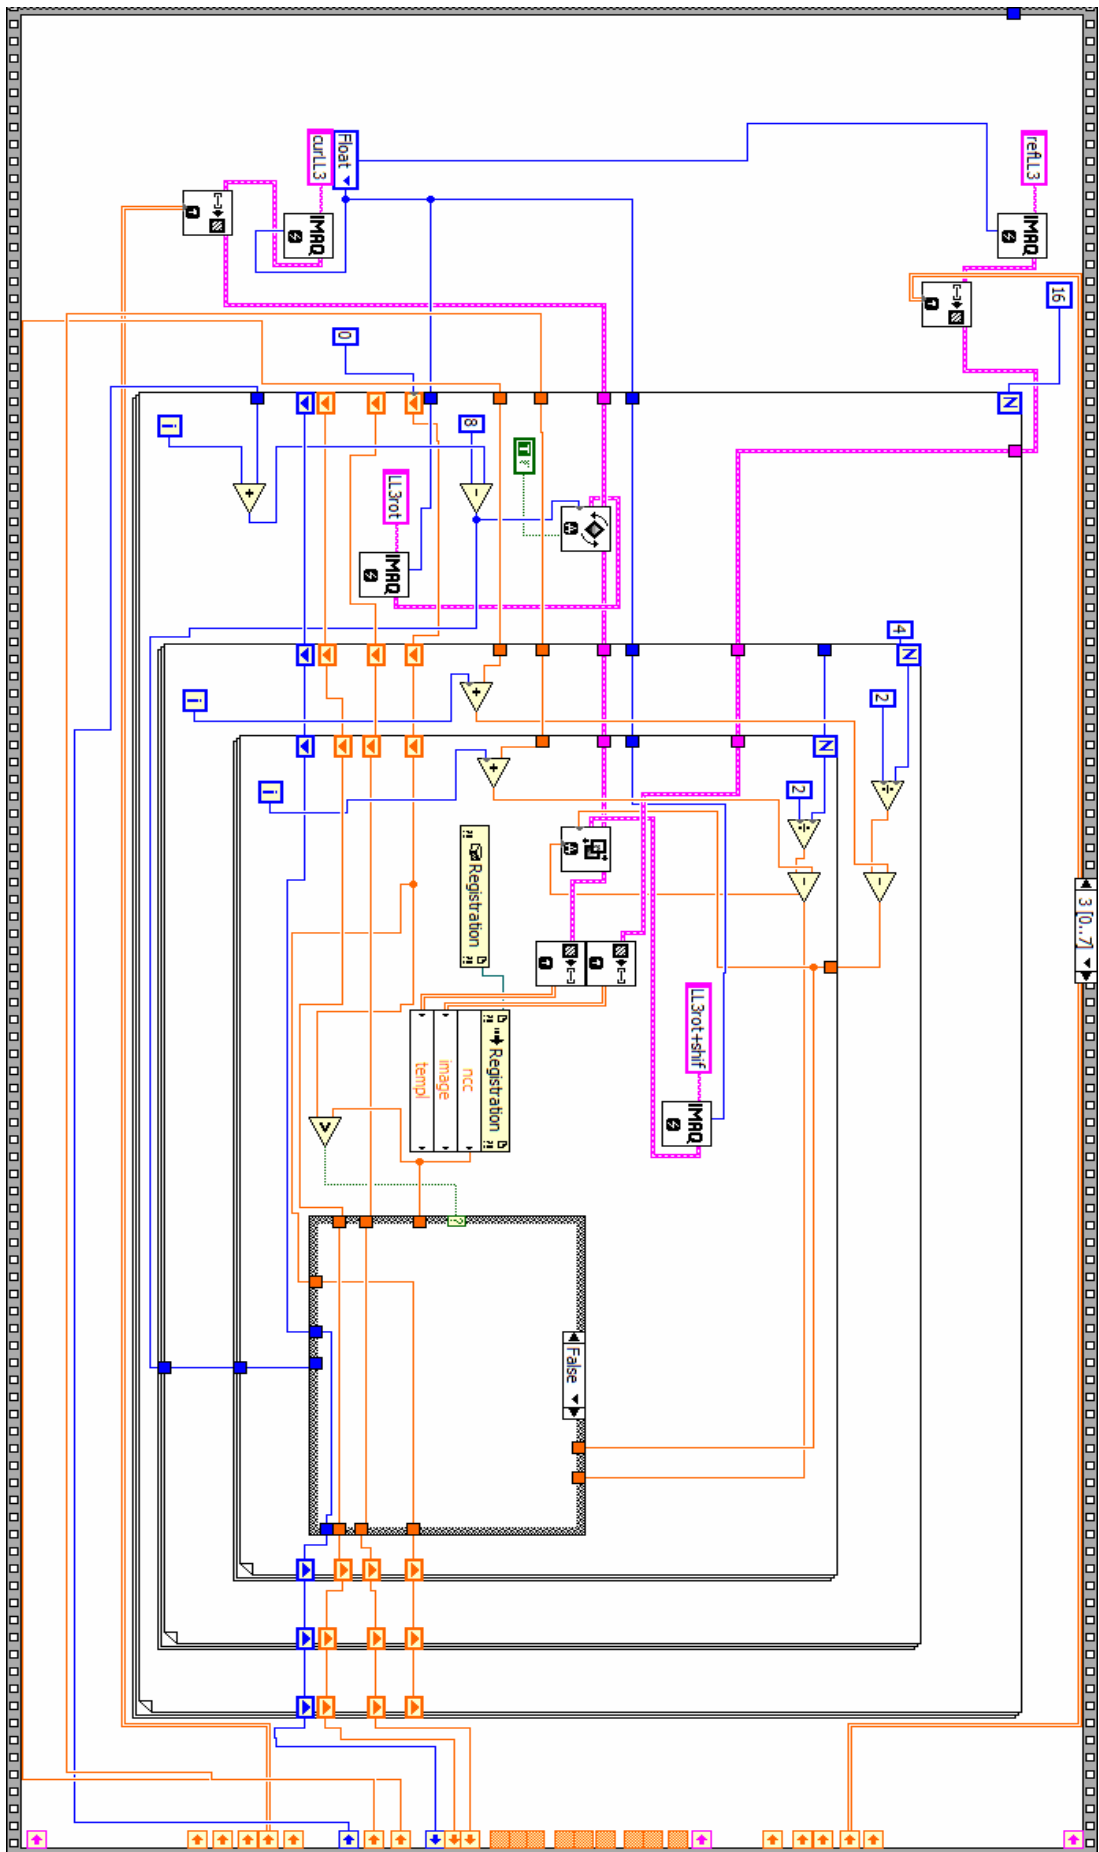 refLL3
IMAQ
16
Float
curLL3
IMAQ
0
N
i
+
8
-
T
LL3rot
IMAQ
4
N
2
÷
i
+
-
N
2
÷
i
+
-
Registration
LL3rot+shif
IMAQ
Registration
ncc
image
templ
>
?
False
3 [0..7]